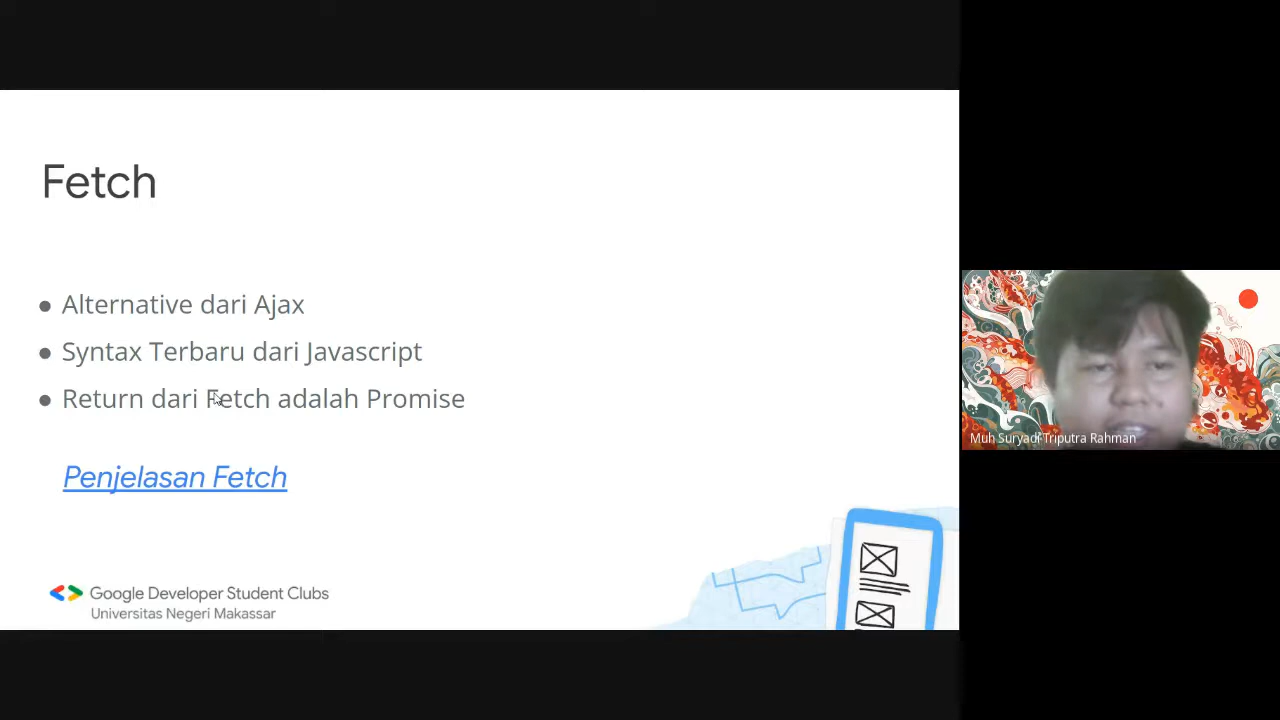 Fetch
Alternative dari Ajax
Syntax Terbaru dari Javascript
Return dari Fetch adalah Promise
Penjelasan Fetch
Google Developer Student Clubs
Universitas Negeri Makassar
Muh Suryadi Triputra Rahman